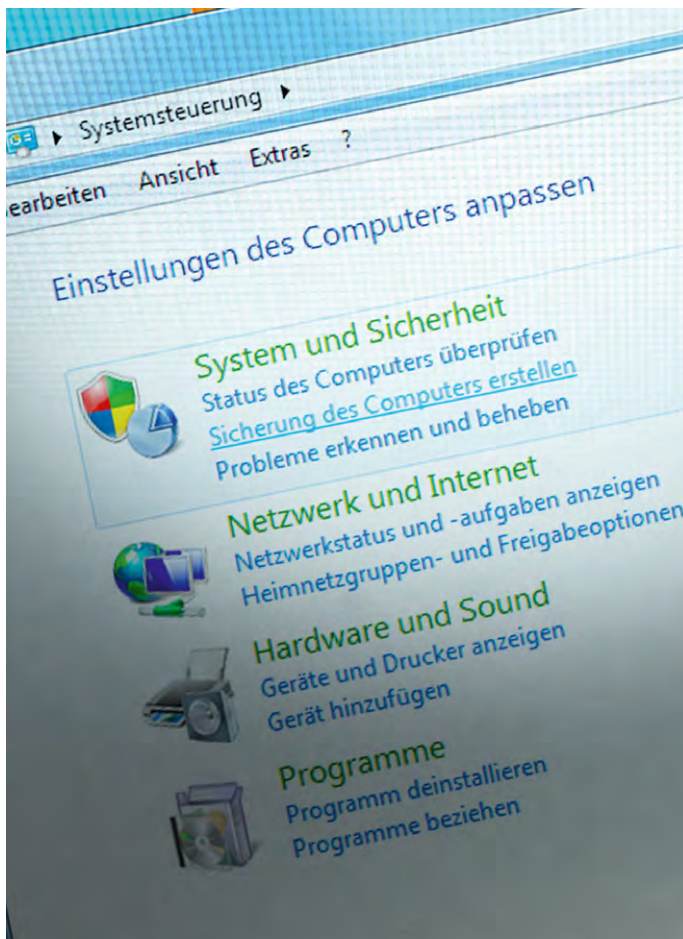 Systemsteuerung
earbeiten Ansicht Extras ?
Einstellungen des Computers anpassen
System und Sicherheit
Status des Computers überprüfen
Sicherung des Computers erstellen
Probleme erkennen und beheben
Netzwerk und Internet
Netzwerkstatus und -aufgaben anzeigen
Heimnetzgruppen- und Freigabeoptionen
Hardware und Sound
Geräte und Drucker anzeigen
Gerät hinzufügen
Programme
Programm deinstallieren
Programme beziehen